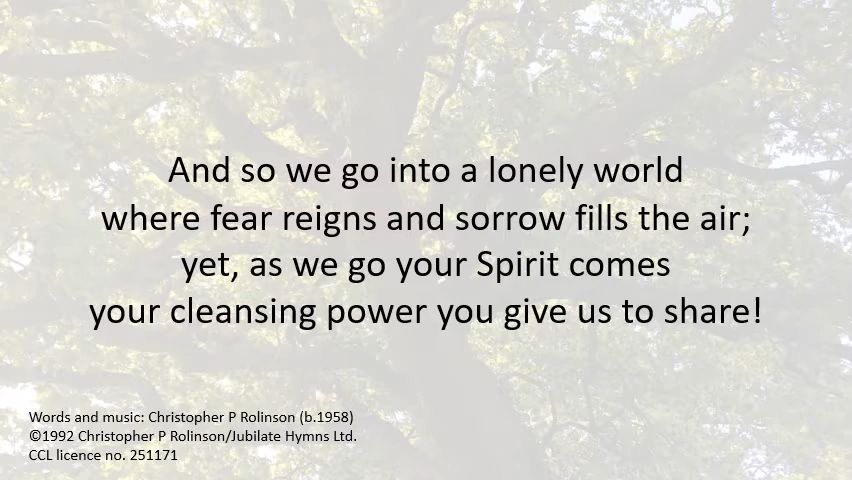 And so we go into a lonely world
where fear reigns and sorrow fills the air;
yet, as we go your Spirit comes
your cleansing power you give us to share!
Words and music: Christopher P Rolinson (b.1958)
©1992 Christopher P Rolinson/Jubilate Hymns Ltd.
CCL licence no. 251171